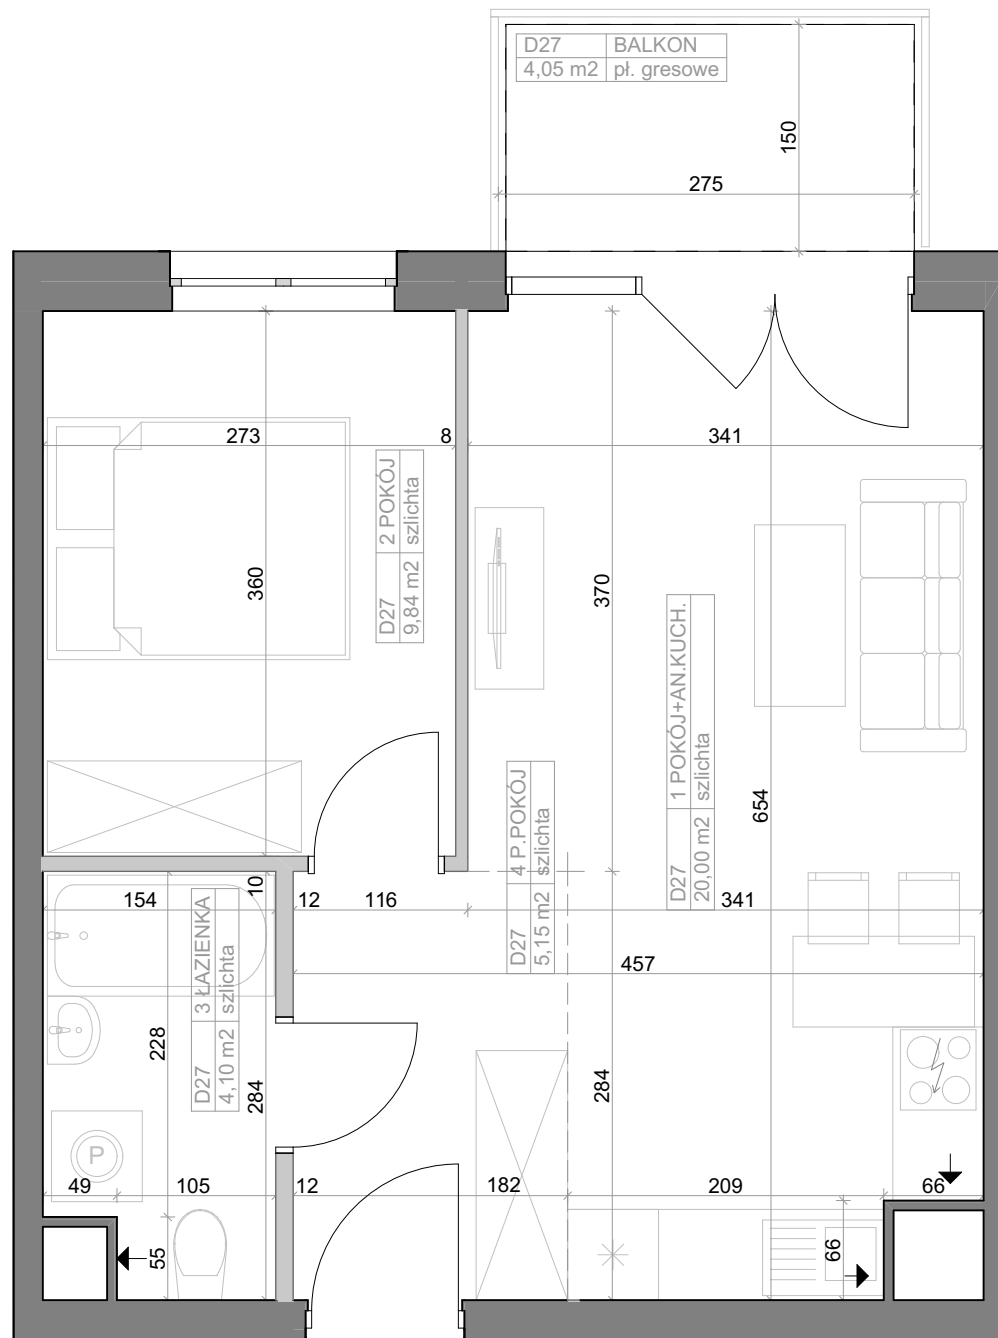 D27 BALKON
4,05 m2 pł. gresowe
150
275
273
8
341
D27 2 POKÓJ
9,84 m2 szlichta
360
370
D27 1 POKÓJ+AN.KUCH.
20,00 m2 szlichta
654
D27 4 P.POKÓJ
5,15 m2 szlichta
154
10
12
116
341
D27 3 ŁAZIENKA
4,10 m2 szlichta
457
228
284
284
P
49
105
12
182
209
66
55
66